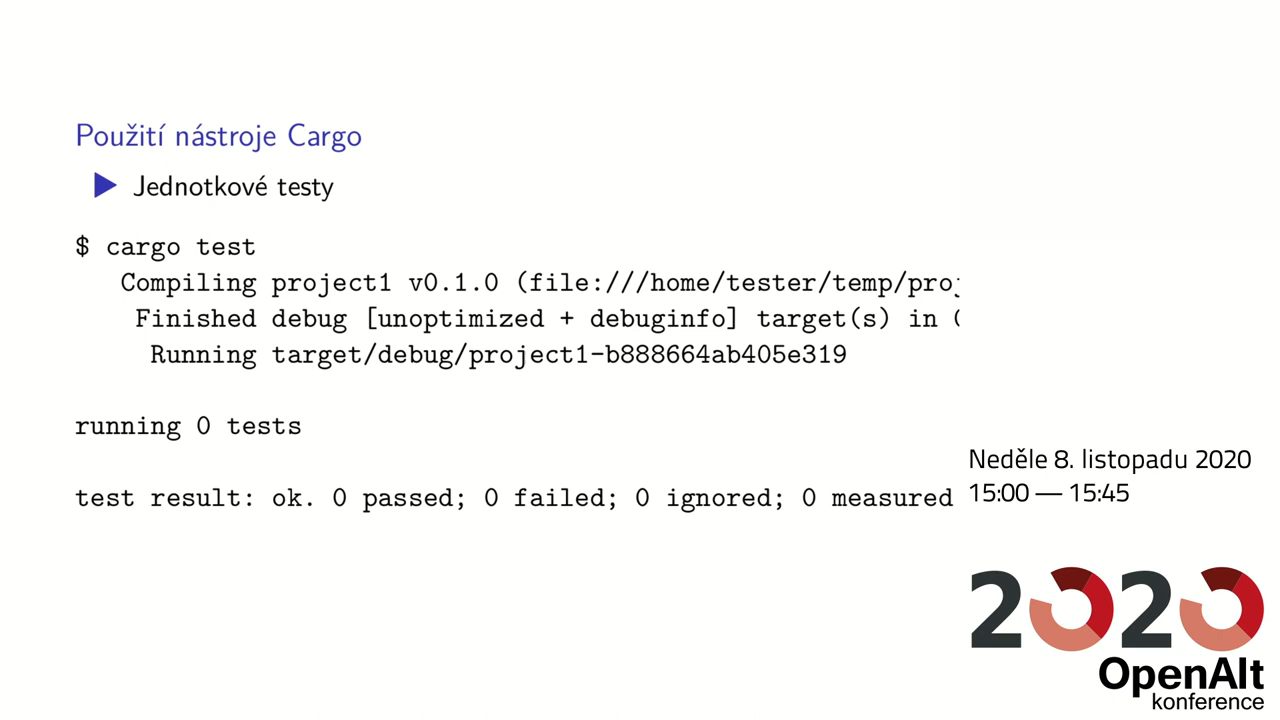 Použití nástroje Cargo
Jednotkové testy
$ cargo test
Compiling project1 v0.1.0 (file:///home/tester/temp/proj
Finished debug [unoptimized + debuginfo] target(s) in
Running target/debug/project1-b888664ab405e319
running 0 tests
test result: ok. 0 passed; 0 failed; 0 ignored; 0 measured
Neděle 8. listopadu 2020
15:00 — 15:45
2020
OpenAlt
konference